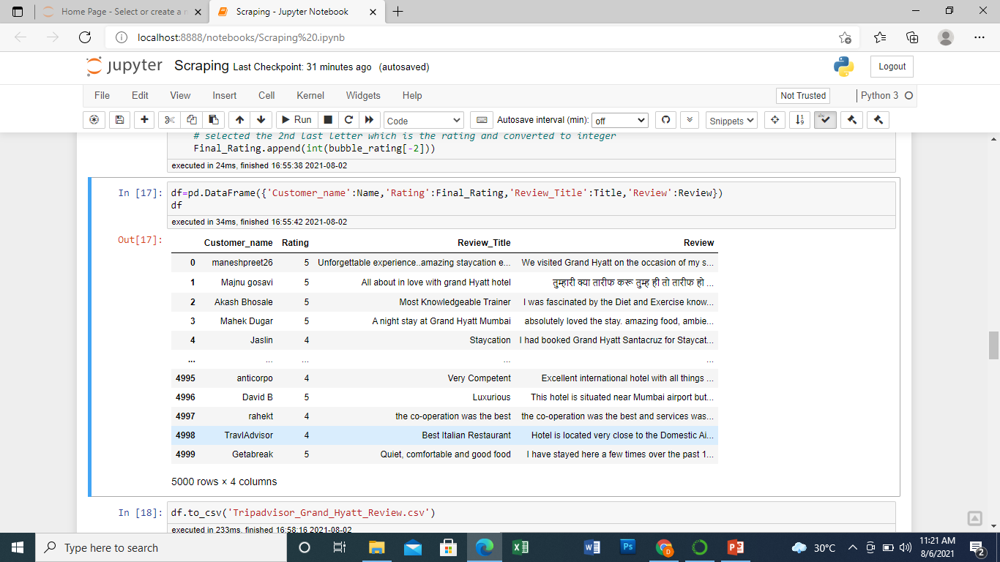 Home Page - Select or create a n
Scraping - Jupyter Notebook
localhost:8888/notebooks/Scraping%20.ipynb
jupyter Scraping Last Checkpoint: 31 minutes ago (autosaved)
Logout
File Edit View Insert Cell Kernel Widgets Help
Not Trusted Python 3
Run Code Autosave interval (min): off Snippets
# selected the 2nd last letter which is the rating and converted to integer
Final_Rating.append(int(bubble_rating[-2]))
executed in 24ms, finished 16:55:38 2021-08-02
In [17]: df=pd.DataFrame({'Customer_name':Name,'Rating':Final_Rating,'Review_Title':Title,'Review':Review})
df
executed in 34ms, finished 16:55:42 2021-08-02
Out[17]:
Customer_name Rating Review_Title Review
0 maneshpreet26 5 Unforgettable experience..amazing staycation e... We visited Grand Hyatt on the occasion of my s...
1 Majnu gosavi 5 All about in love with grand Hyatt hotel तुम्हारी क्या तारीफ करू तुम्ह ही तो तारीफ हो ...
2 Akash Bhosale 5 Most Knowledgeable Trainer I was fascinated by the Diet and Exercise know...
3 Mahek Dugar 5 A night stay at Grand Hyatt Mumbai absolutely loved the stay. amazing food, ambie...
4 Jaslin 4 Staycation I had booked Grand Hyatt Santacruz for Staycat...
... ... ... ... ...
4995 anticorpo 4 Very Competent Excellent international hotel with all things ...
4996 David B 5 Luxurious This hotel is situated near Mumbai airport but...
4997 rahekt 4 the co-operation was the best the co-operation was the best and services was...
4998 TravlAdvisor 4 Best Italian Restaurant Hotel is located very close to the Domestic Ai...
4999 Getabreak 5 Quiet, comfortable and good food I have stayed here a few times over the past 1...
5000 rows × 4 columns
In [18]: df.to_csv('Tripadvisor_Grand_Hyatt_Review.csv')
executed in 233ms, finished 16:58:16 2021-08-02
Type here to search
30°C
11:21 AM
8/6/2021
2